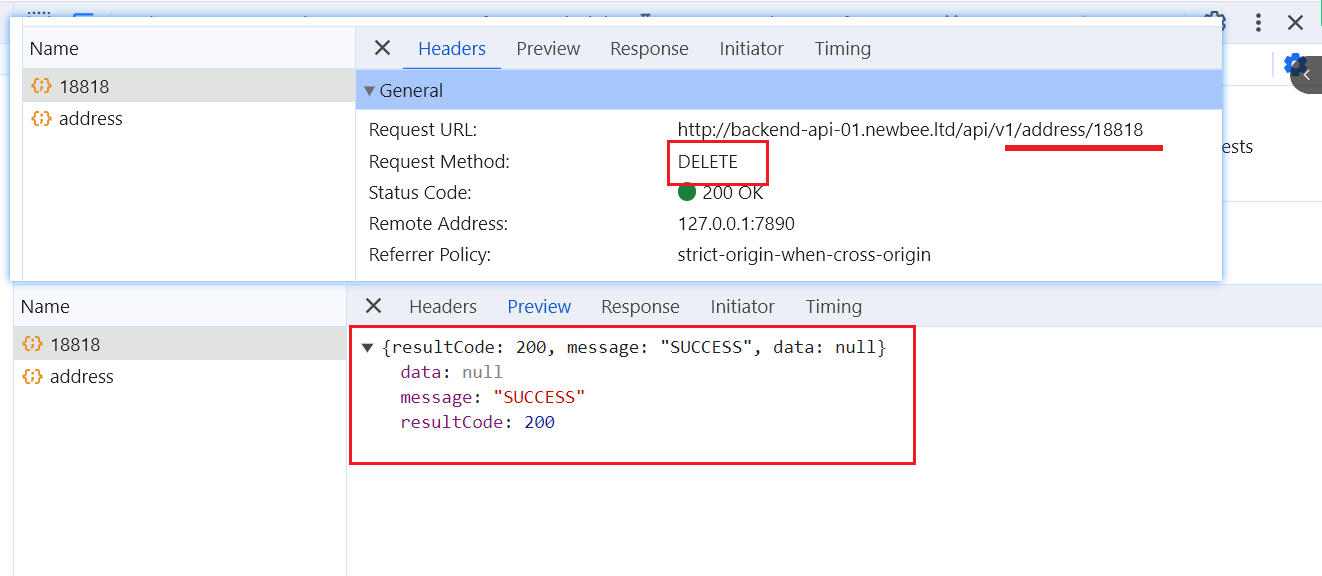 Name
Headers Preview Response Initiator Timing
18818
General
address
Request URL: http://backend-api-01.newbee.ltd/api/v1/address/18818
ests
Request Method: DELETE
Status Code: 200 OK
Remote Address: 127.0.0.1:7890
Referrer Policy: strict-origin-when-cross-origin
Name
Headers Preview Response Initiator Timing
18818
{resultCode: 200, message: "SUCCESS", data: null}
address
data: null
message: "SUCCESS"
resultCode: 200